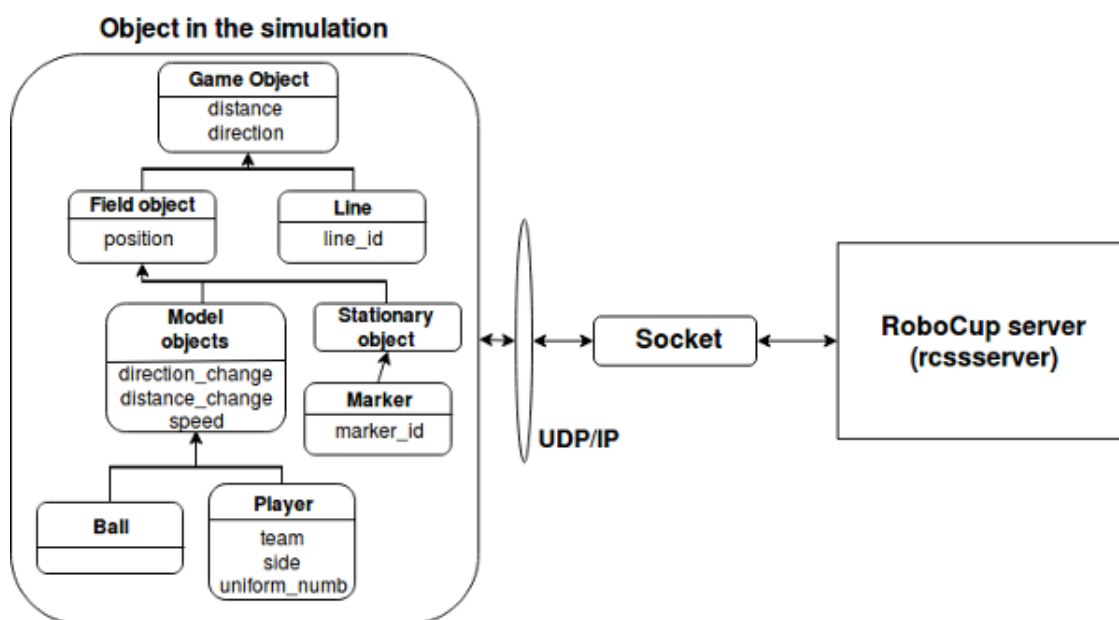 Object in the simulation
Game Object
distance
direction
Field object
position
Line
line_id
Model
objects
direction_change
distance_change
speed
Stationary
object
Marker
marker_id
Ball
Player
team
side
uniform_numb
UDP/IP
Socket
RoboCup server
(rcssserver)